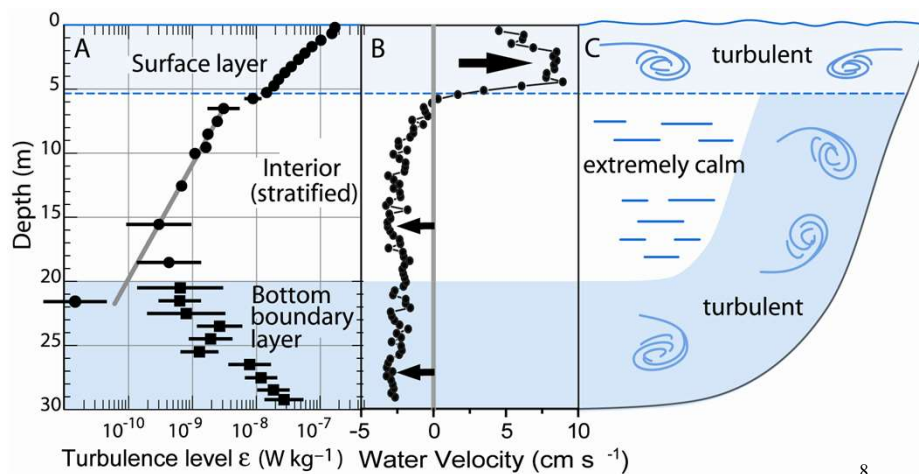 0
5
10
15
20
25
30
Depth (m)
A
Surface layer
Interior
(stratified)
Bottom
boundary
layer
10⁻¹⁰ 10⁻⁹ 10⁻⁸ 10⁻⁷
Turbulence level ε (W kg⁻¹)
B
-5 0 5 10
Water Velocity (cm s ⁻¹)
C
turbulent
extremely calm
turbulent
8